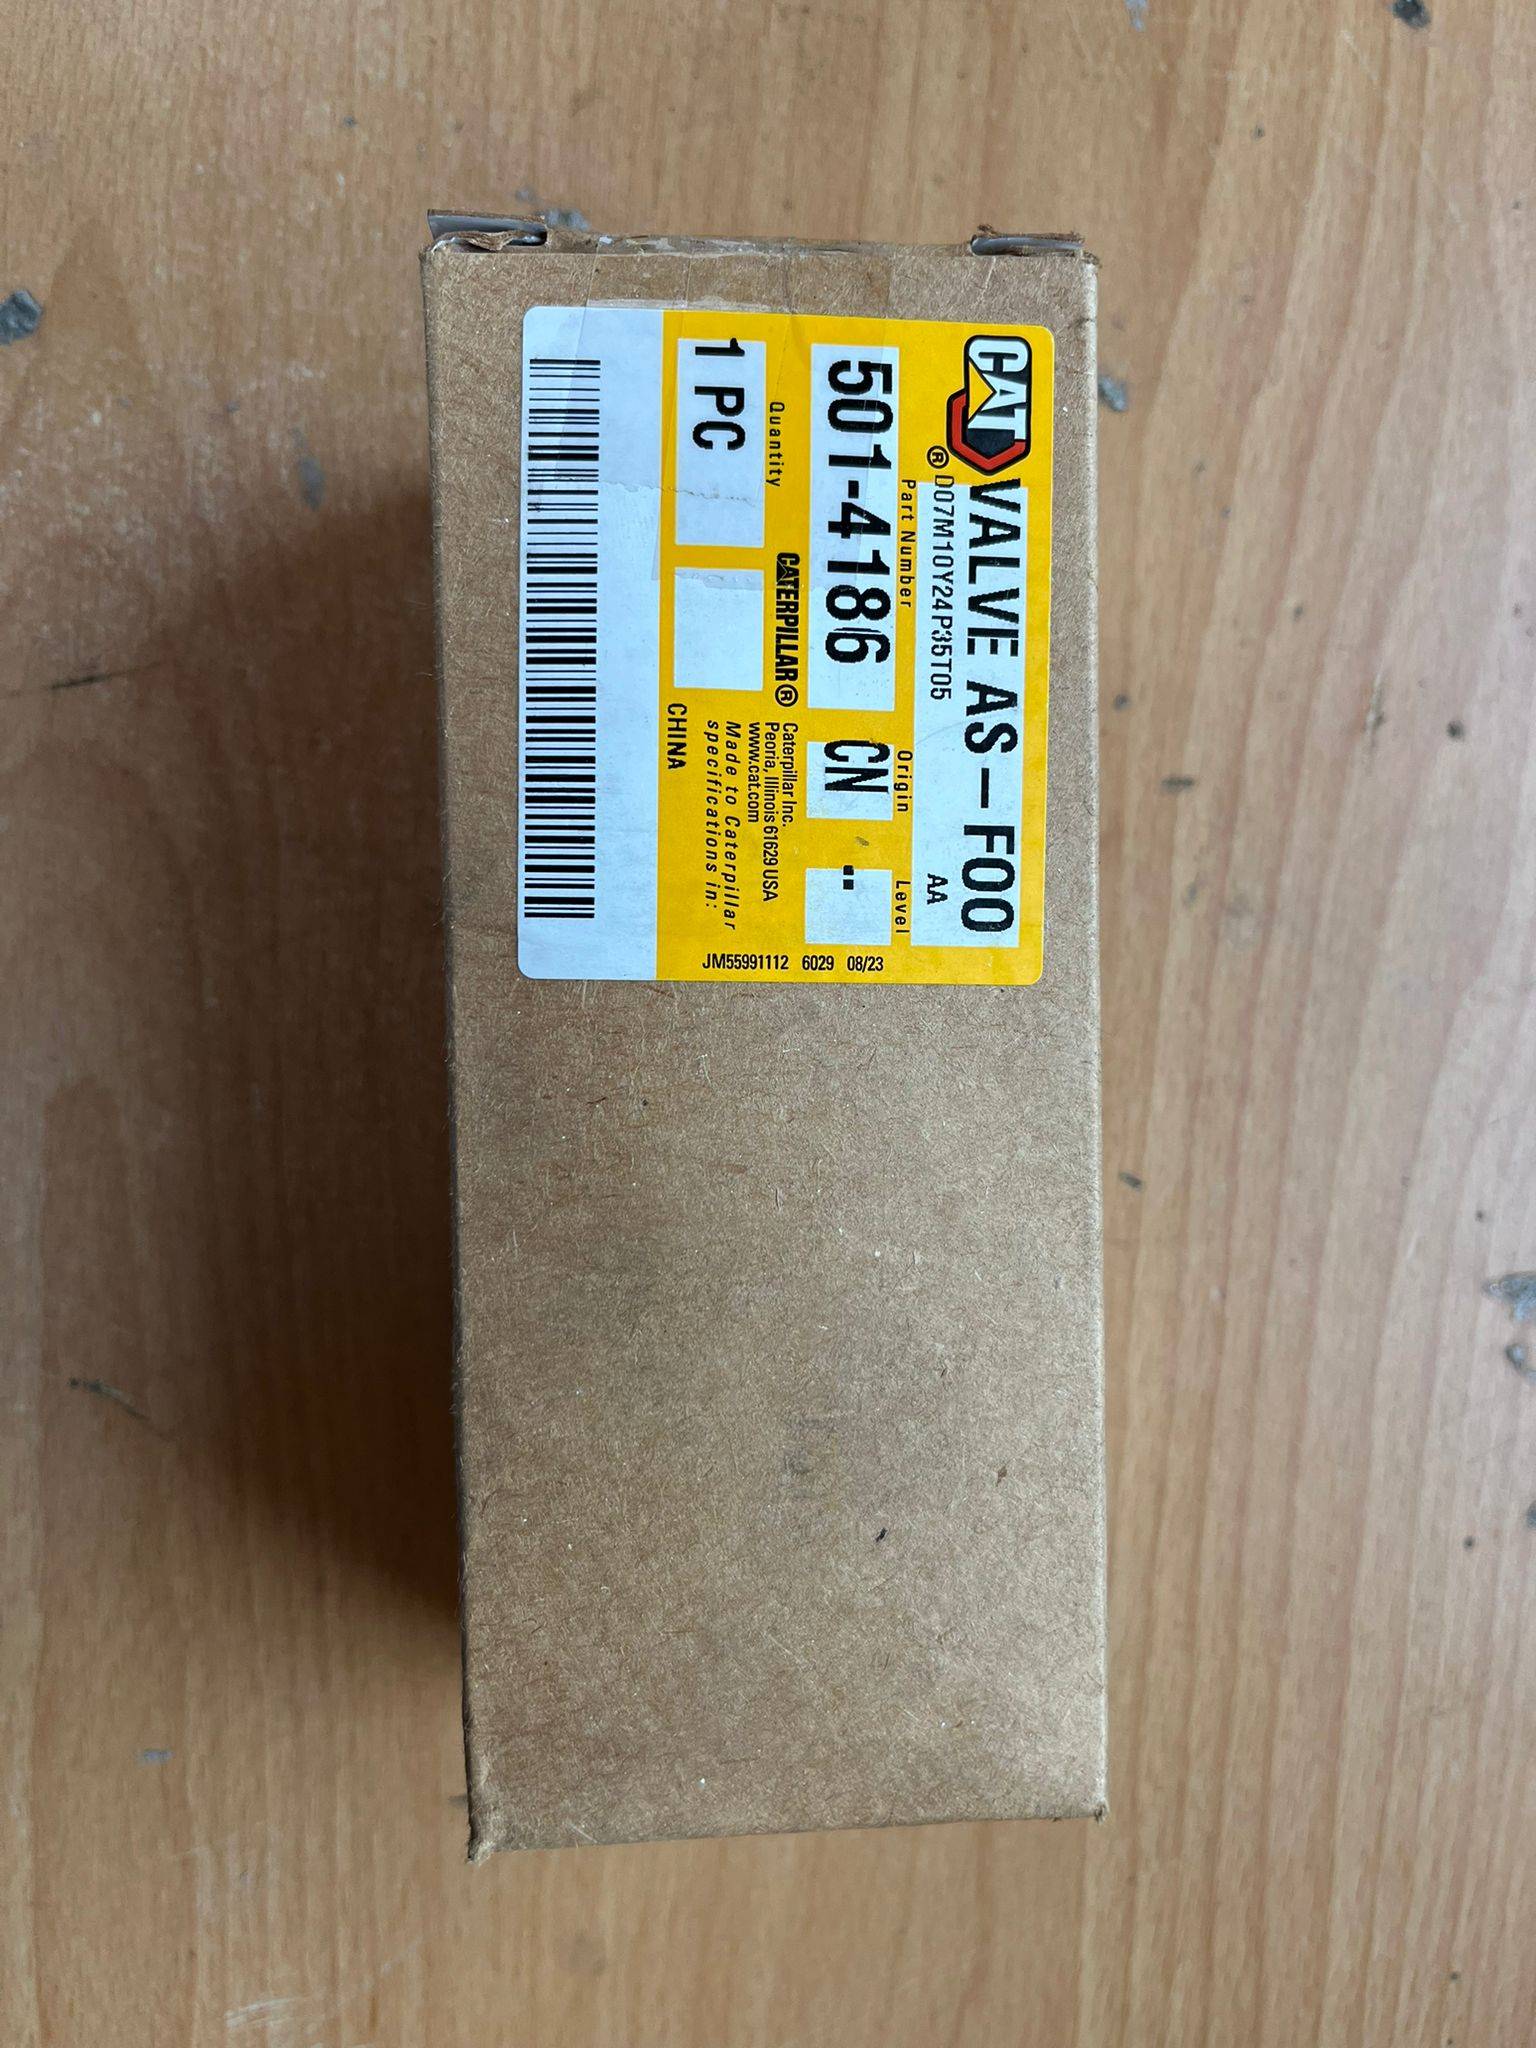 CAT
®
VALVE AS-FOO
D07M10Y24P35T05 AA
Part Number Origin Level
501-4186 CN --
Quantity
1 PC
CATERPILLAR®
Caterpillar Inc.
Peoria, Illinois 61629 USA
www.cat.com
Made to Caterpillar
specifications in:
CHINA
JM55991112 6029 08/23